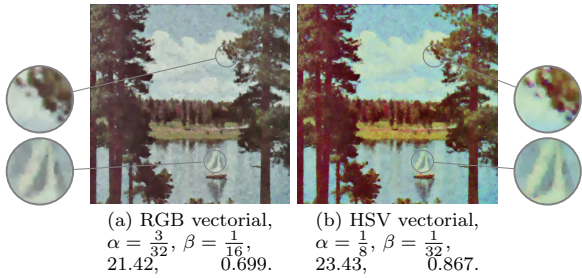 (a) RGB vectorial,
α = 3/32, β = 1/16,
21.42, 0.699.
(b) HSV vectorial,
α = 1/8, β = 1/32,
23.43, 0.867.